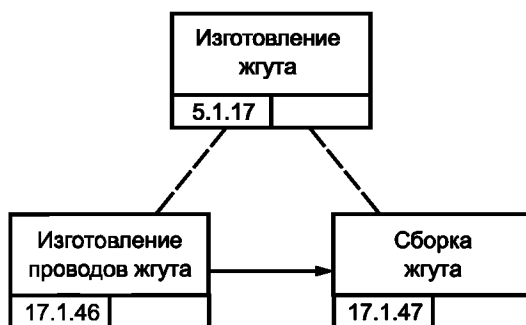 Изготовление
жгута
5.1.17
Изготовление
проводов жгута
17.1.46
Сборка
жгута
17.1.47